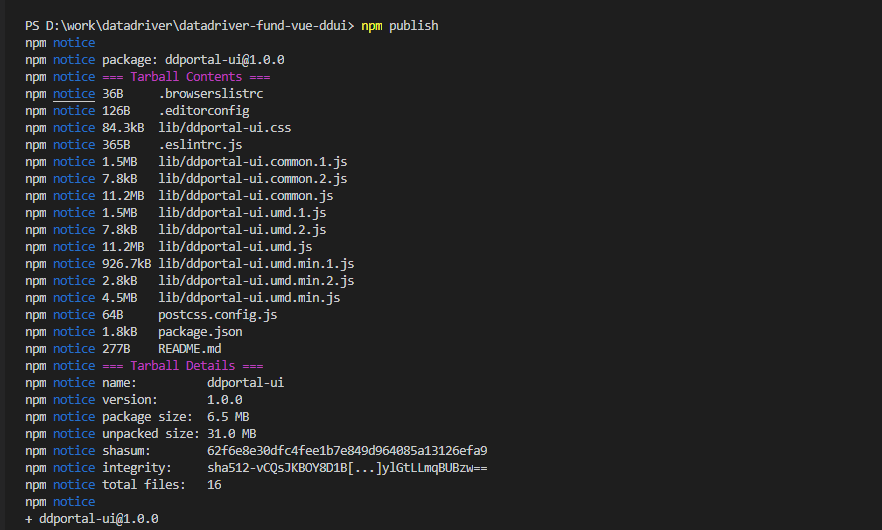 PS D:\work\datadriver\datadriver-fund-vue-ddui> npm publish
npm notice
npm notice package: ddportal-ui@1.0.0
npm notice === Tarball Contents ===
npm notice 36B     .browserslistrc
npm notice 126B    .editorconfig
npm notice 84.3kB  lib/ddportal-ui.css
npm notice 365B    .eslintrc.js
npm notice 1.5MB   lib/ddportal-ui.common.1.js
npm notice 7.8kB   lib/ddportal-ui.common.2.js
npm notice 11.2MB  lib/ddportal-ui.common.js
npm notice 1.5MB   lib/ddportal-ui.umd.1.js
npm notice 7.8kB   lib/ddportal-ui.umd.2.js
npm notice 11.2MB  lib/ddportal-ui.umd.js
npm notice 926.7kB lib/ddportal-ui.umd.min.1.js
npm notice 2.8kB   lib/ddportal-ui.umd.min.2.js
npm notice 4.5MB   lib/ddportal-ui.umd.min.js
npm notice 64B     postcss.config.js
npm notice 1.8kB   package.json
npm notice 277B    README.md
npm notice === Tarball Details ===
npm notice name:          ddportal-ui
npm notice version:       1.0.0
npm notice package size:  6.5 MB
npm notice unpacked size: 31.0 MB
npm notice shasum:        62f6e8e30dfc4fee1b7e849d964085a13126efa9
npm notice integrity:     sha512-vCQsJKBOY8D1B[...]ylGtLLmqBUBzw==
npm notice total files:   16
npm notice
+ ddportal-ui@1.0.0